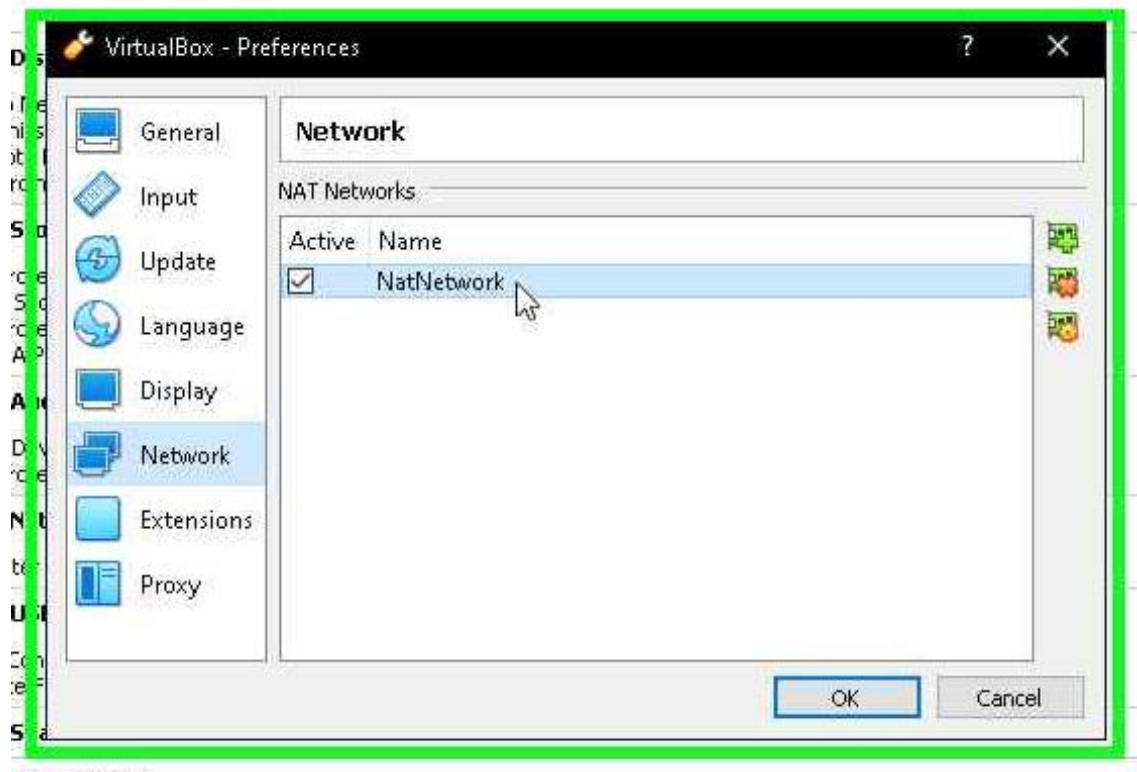 VirtualBox - Preferences
?
General
Network
Input
NAT Networks
Active Name
Update
NatNetwork
Language
Display
Network
Extensions
Proxy
OK Cancel